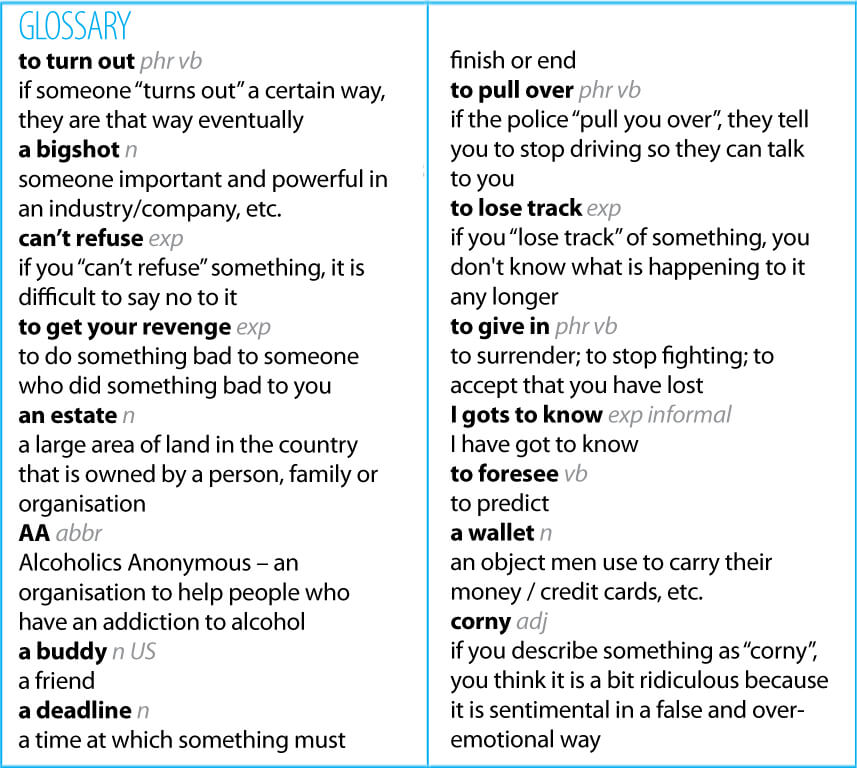 GLOSSARY
to turn out phr vb
if someone “turns out” a certain way,
they are that way eventually
a bigshot n
someone important and powerful in
an industry/company, etc.
can’t refuse exp
if you “can’t refuse” something, it is
difficult to say no to it
to get your revenge exp
to do something bad to someone
who did something bad to you
an estate n
a large area of land in the country
that is owned by a person, family or
organisation
AA abbr
Alcoholics Anonymous – an
organisation to help people who
have an addiction to alcohol
a buddy n US
a friend
a deadline n
a time at which something must
finish or end
to pull over phr vb
if the police “pull you over”, they tell
you to stop driving so they can talk
to you
to lose track exp
if you “lose track” of something, you
don't know what is happening to it
any longer
to give in phr vb
to surrender; to stop fighting; to
accept that you have lost
I gots to know exp informal
I have got to know
to foresee vb
to predict
a wallet n
an object men use to carry their
money / credit cards, etc.
corny adj
if you describe something as “corny”,
you think it is a bit ridiculous because
it is sentimental in a false and over-
emotional way